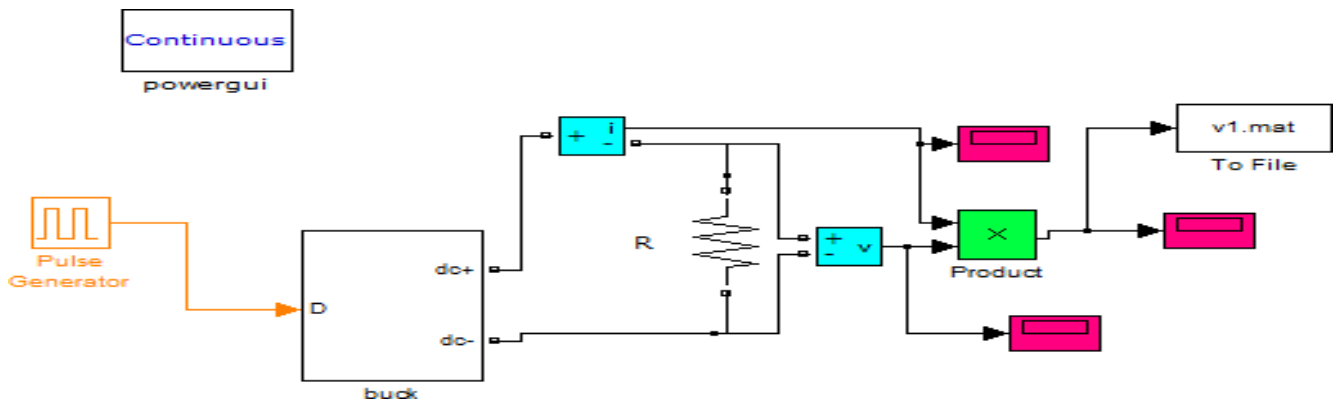 Continuous
powergui
+ i
-
v1.mat
To File
Pulse
Generator
R
+
- v
×
Product
dc+
D
dc-
buck